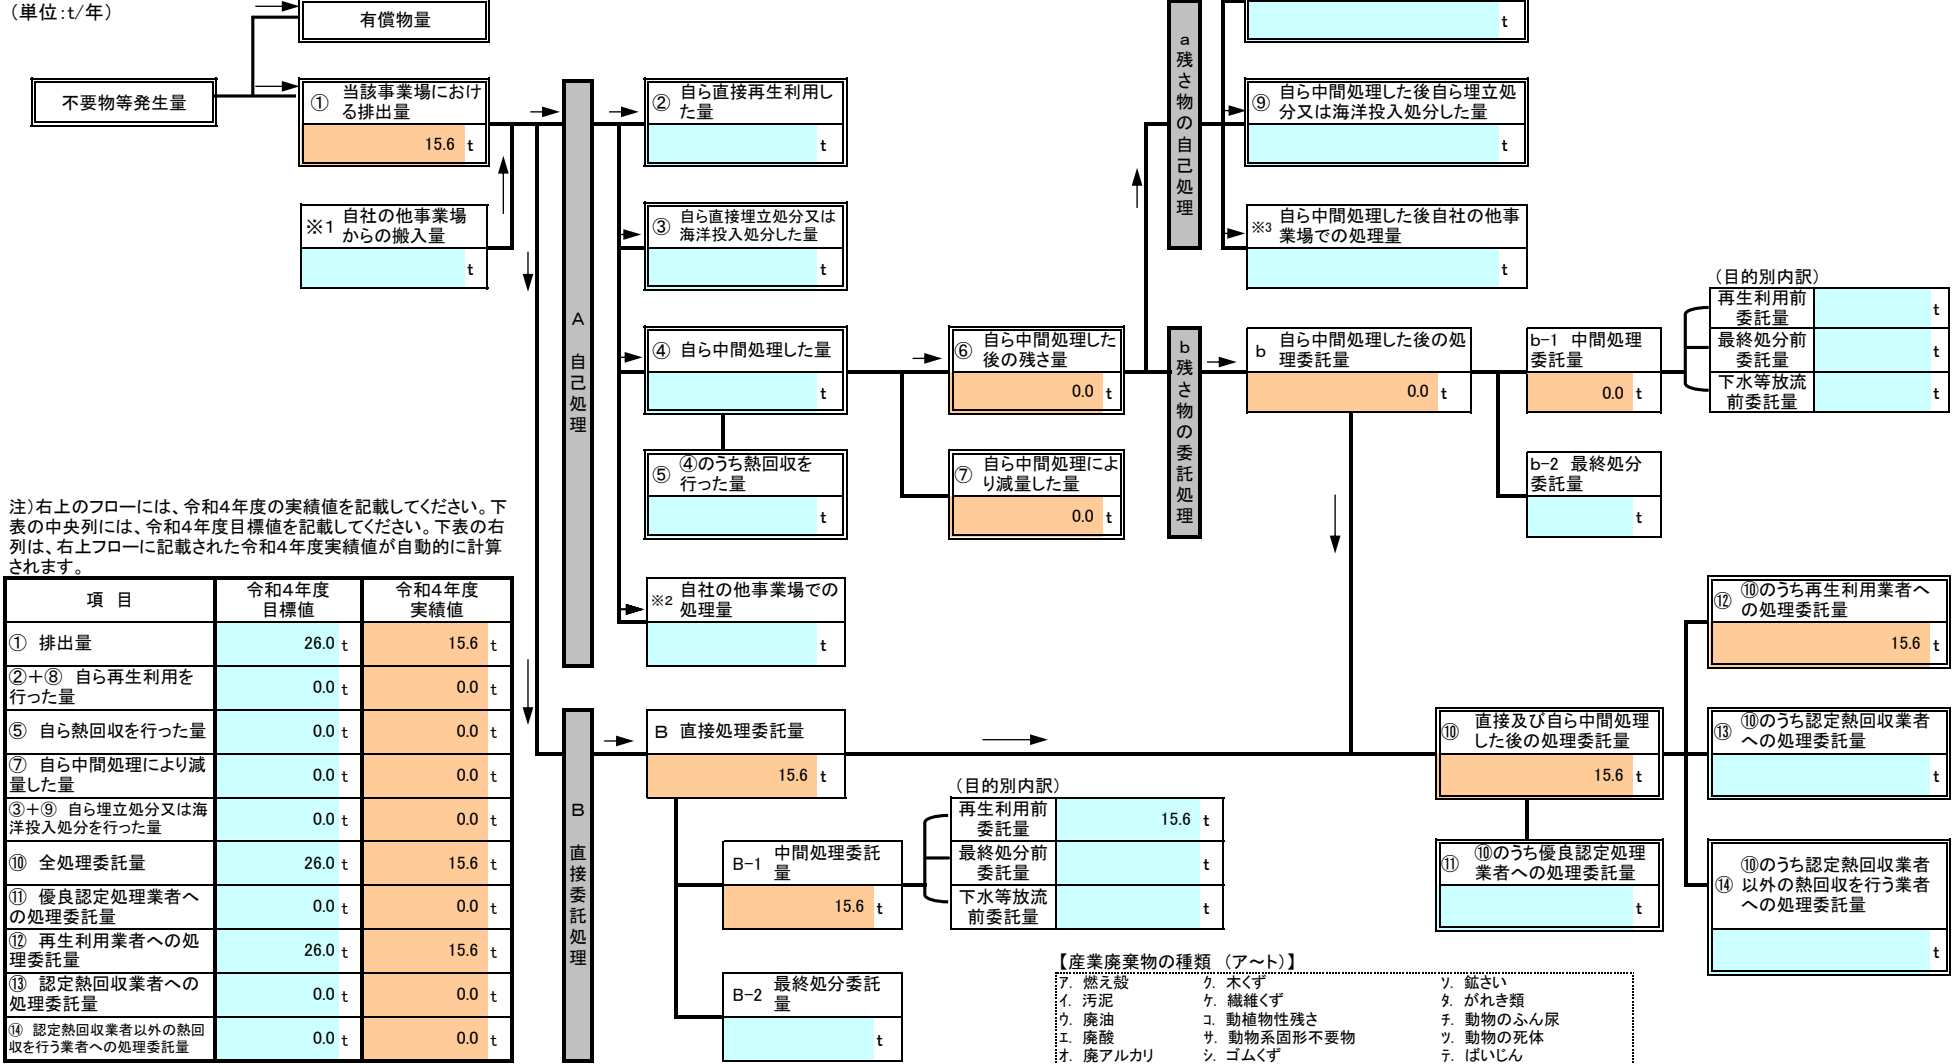 （単位：t/年）
有償物量
t
不要物等発生量
① 当該事業場におけ
る排出量
15.6 t
※1 自社の他事業場
からの搬入量
t
A 自己処理
② 自ら直接再生利用し
た量
t
③ 自ら直接埋立処分又は
海洋投入処分した量
t
④ 自ら中間処理した量
t
⑤ ④のうち熱回収を
行った量
t
※2 自社の他事業場での
処理量
t
⑥ 自ら中間処理した
後の残さ量
0.0 t
⑦ 自ら中間処理によ
り減量した量
0.0 t
a 残さ物の自己処理
⑨ 自ら中間処理した後自ら埋立処
分又は海洋投入処分した量
t
※3 自ら中間処理した後自社の他事
業場での処理量
t
b 残さ物の委託処理
b 自ら中間処理した後の処
理委託量
0.0 t
b-1 中間処理
委託量
0.0 t
b-2 最終処分
委託量
t
（目的別内訳）
再生利用前
委託量 t
最終処分前
委託量 t
下水等放流
前委託量 t
注）右上のフローには、令和４年度の実績値を記載してください。下
表の中央列には、令和４年度目標値を記載してください。下表の右
列は、右上フローに記載された令和４年度実績値が自動的に計算
されます。
項 目 令和４年度
目標値 令和４年度
実績値
① 排出量 26.0 t 15.6 t
②＋⑧ 自ら再生利用を
行った量 0.0 t 0.0 t
⑤ 自ら熱回収を行った量 0.0 t 0.0 t
⑦ 自ら中間処理により減
量した量 0.0 t 0.0 t
③＋⑨ 自ら埋立処分又は海
洋投入処分を行った量 0.0 t 0.0 t
⑩ 全処理委託量 26.0 t 15.6 t
⑪ 優良認定処理業者へ
の処理委託量 0.0 t 0.0 t
⑫ 再生利用業者への処
理委託量 26.0 t 15.6 t
⑬ 認定熱回収業者への
処理委託量 0.0 t 0.0 t
⑭ 認定熱回収業者以外の熱回
収を行う業者への処理委託量 0.0 t 0.0 t
B 直接委託処理
B 直接処理委託量
15.6 t
B-1 中間処理委託
量
15.6 t
B-2 最終処分委託
量
t
（目的別内訳）
再生利用前
委託量 15.6 t
最終処分前
委託量 t
下水等放流
前委託量 t
⑩ 直接及び自ら中間処理
した後の処理委託量
15.6 t
⑪ ⑩のうち優良認定処理
業者への処理委託量
t
⑫ ⑩のうち再生利用業者へ
の処理委託量
15.6 t
⑬ ⑩のうち認定熱回収業者
への処理委託量
t
⑭ ⑩のうち認定熱回収業者
以外の熱回収を行う業者
への処理委託量
t
【産業廃棄物の種類 （ア～ト）】
ア. 燃え殻 ク. 木くず ソ. 鉱さい
イ. 汚泥 ケ. 繊維くず タ. がれき類
ウ. 廃油 コ. 動植物性残さ チ. 動物のふん尿
エ. 廃酸 サ. 動物系固形不要物 ツ. 動物の死体
オ. 廃アルカリ シ. ゴムくず テ. ばいじん